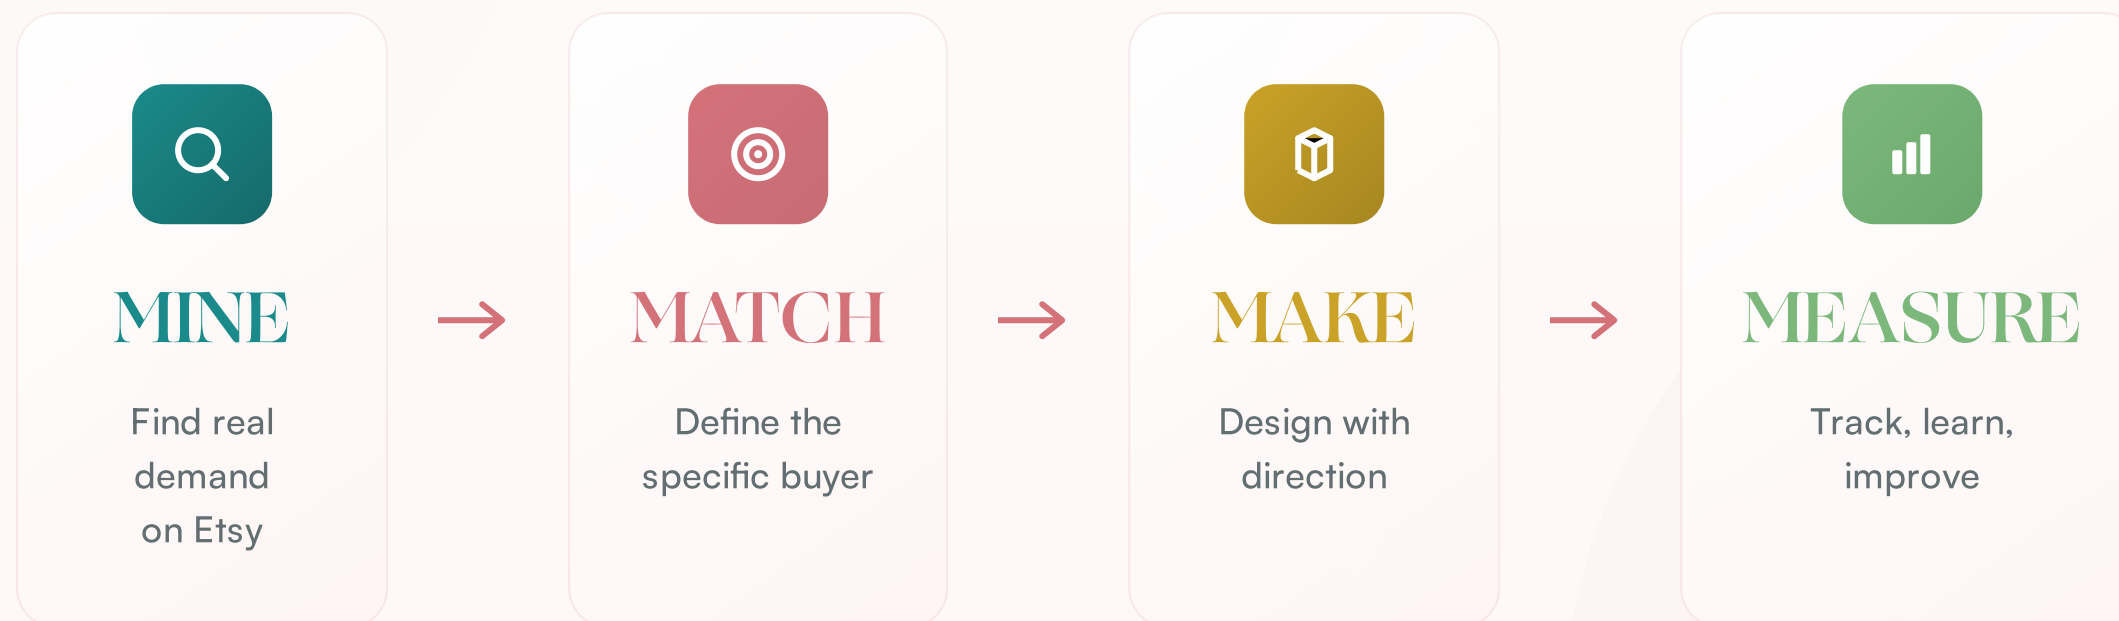 MINE
Find real
demand
on Etsy
MATCH
Define the
specific buyer
MAKE
Design with
direction
MEASURE
Track, learn,
improve